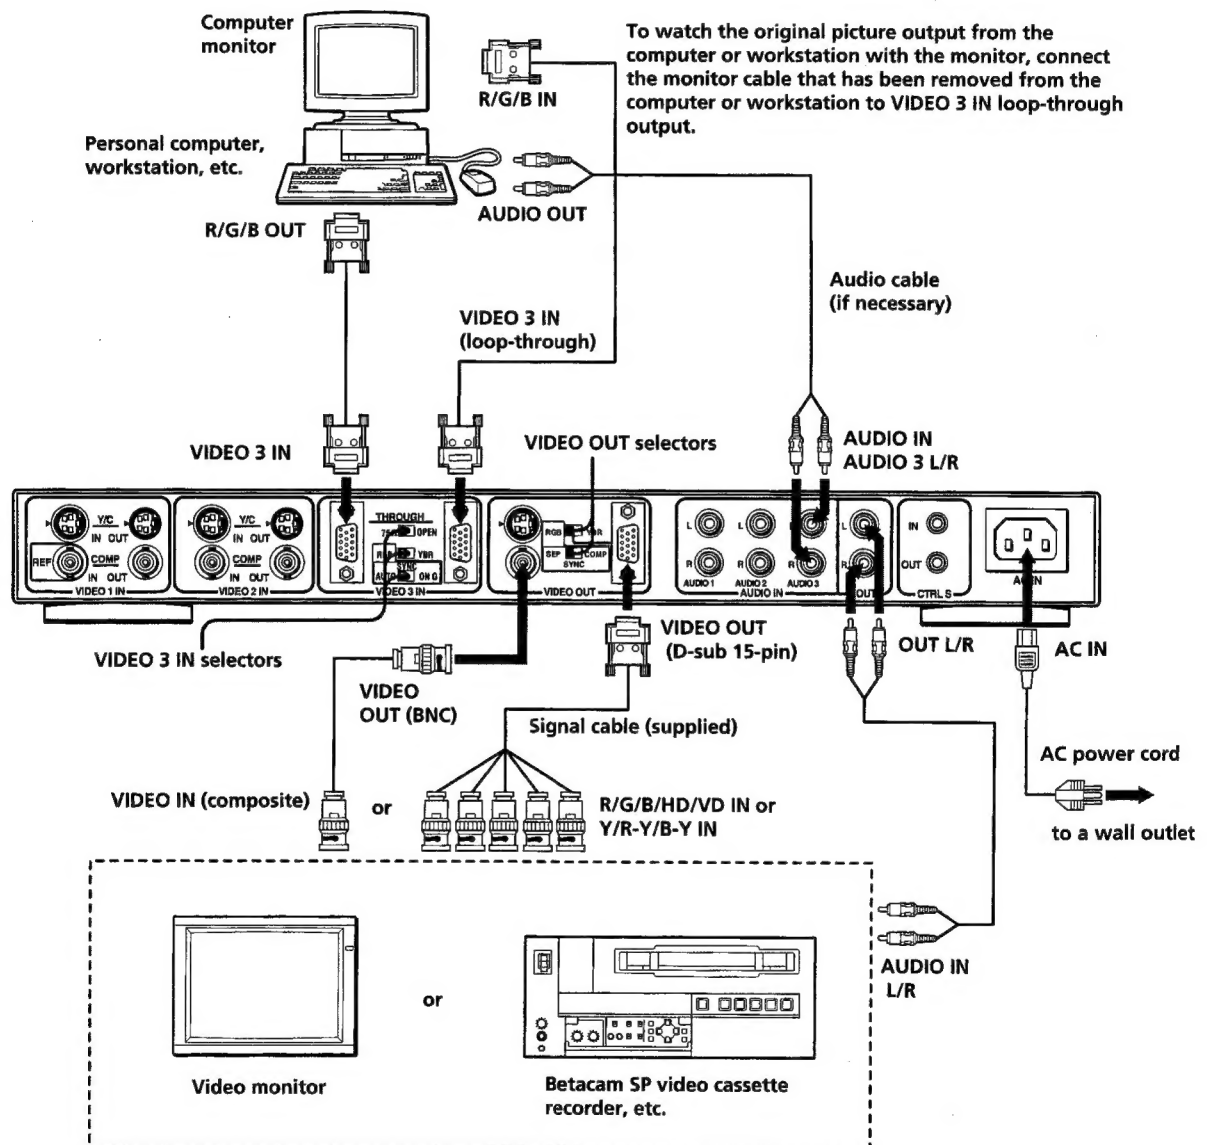 Computer
monitor
To watch the original picture output from the
computer or workstation with the monitor, connect
the monitor cable that has been removed from the
computer or workstation to VIDEO 3 IN loop-through
output.
R/G/B IN
Personal computer,
workstation, etc.
AUDIO OUT
R/G/B OUT
Audio cable
(if necessary)
VIDEO 3 IN
(loop-through)
VIDEO 3 IN
VIDEO OUT selectors
AUDIO IN
AUDIO 3 L/R
Y/C
IN OUT
REF
COMP
IN OUT
VIDEO 1 IN
Y/C
IN OUT
COMP
IN OUT
VIDEO 2 IN
THROUGH
OPEN
YBR
SYNC
AUTO ON G
VIDEO 3 IN
RGB YBR
SEP COMP
SYNC
VIDEO OUT
L
L
L
R
R
R
R
AUDIO 1
AUDIO 2
AUDIO 3
AUDIO IN
OUT
IN
OUT
CTRL S
VIDEO 3 IN selectors
VIDEO OUT
(D-sub 15-pin)
OUT L/R
AC IN
VIDEO
OUT (BNC)
Signal cable (supplied)
AC power cord
VIDEO IN (composite)
or
R/G/B/HD/VD IN or
Y/R-Y/B-Y IN
to a wall outlet
AUDIO IN
L/R
or
Video monitor
Betacam SP video cassette
recorder, etc.